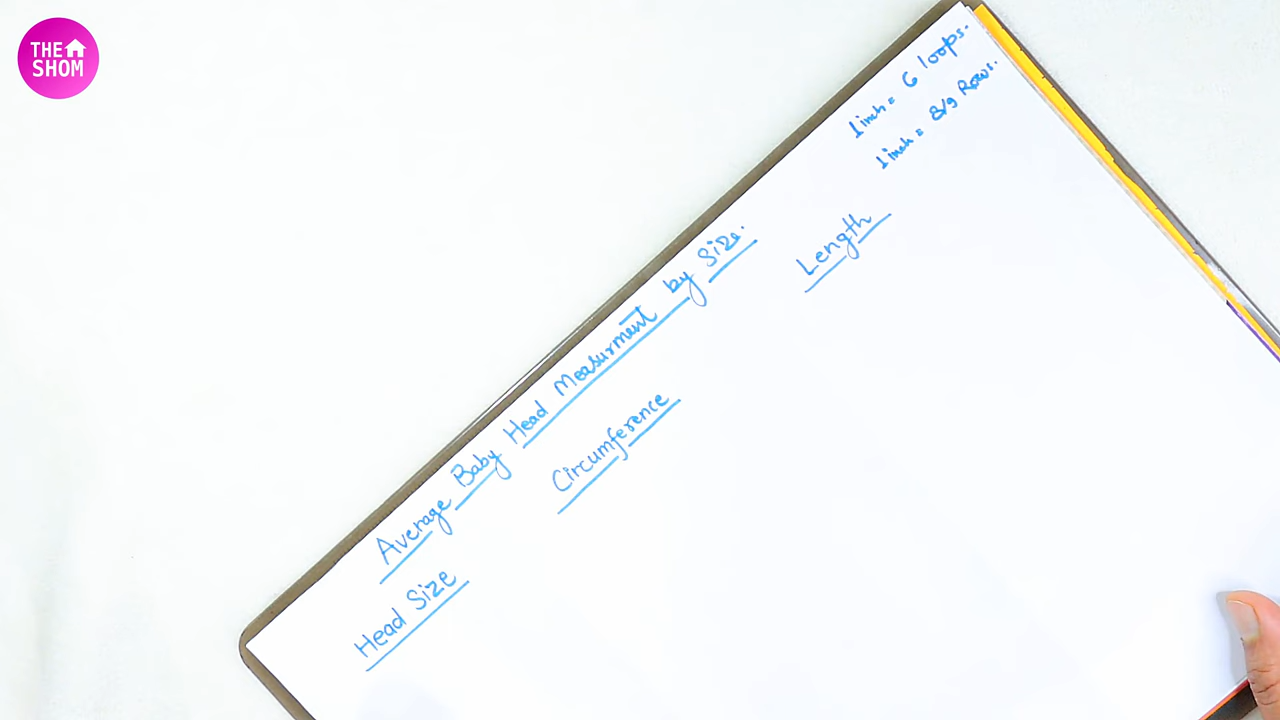 THE
SHOM
1 inch = 6 loops.
1 inch = 8/9 Rows.
Average Baby Head Measurment by Size.
Head Size Circumference Length